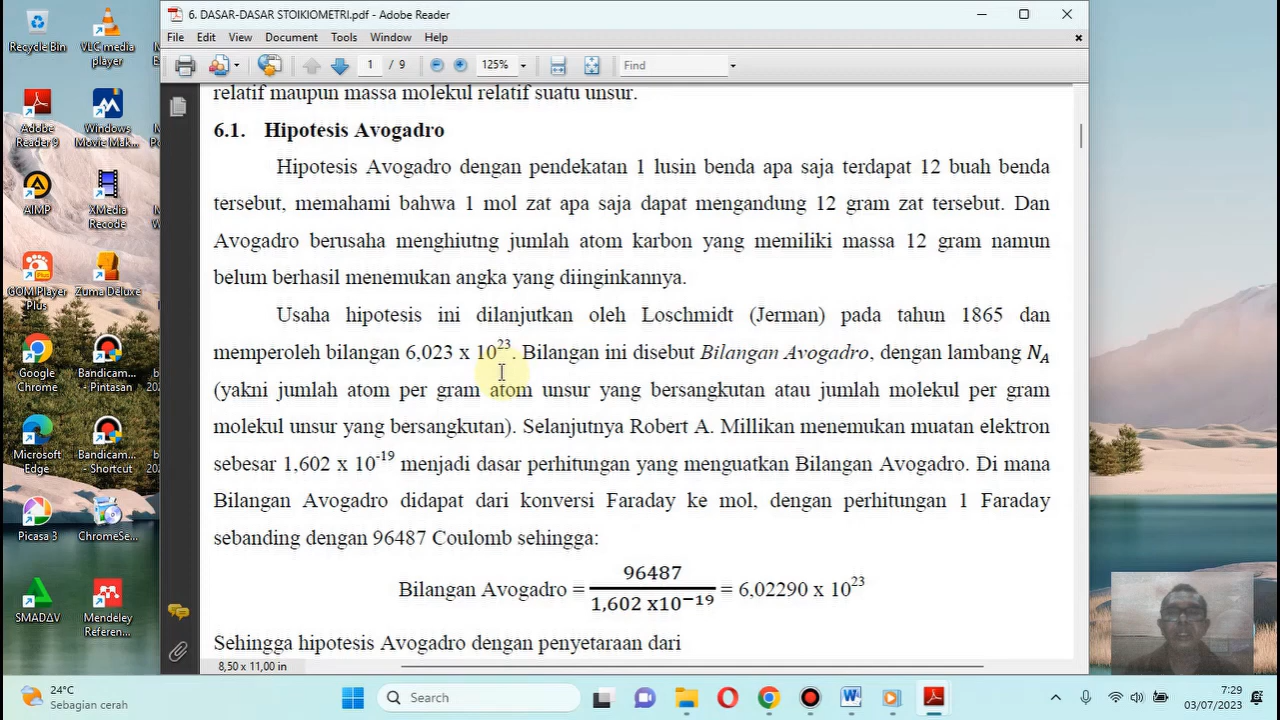 6. DASAR-DASAR STOIKIOMETRI.pdf - Adobe Reader
File Edit View Document Tools Window Help
1 / 9 125% Find
relatif maupun massa molekul relatif suatu unsur.
6.1. Hipotesis Avogadro
Hipotesis Avogadro dengan pendekatan 1 lusin benda apa saja terdapat 12 buah benda
tersebut, memahami bahwa 1 mol zat apa saja dapat mengandung 12 gram zat tersebut. Dan
Avogadro berusaha menghiutng jumlah atom karbon yang memiliki massa 12 gram namun
belum berhasil menemukan angka yang diinginkannya.
Usaha hipotesis ini dilanjutkan oleh Loschmidt (Jerman) pada tahun 1865 dan
memperoleh bilangan 6,023 x 10²³. Bilangan ini disebut Bilangan Avogadro, dengan lambang N_A
(yakni jumlah atom per gram atom unsur yang bersangkutan atau jumlah molekul per gram
molekul unsur yang bersangkutan). Selanjutnya Robert A. Millikan menemukan muatan elektron
sebesar 1,602 x 10⁻¹⁹ menjadi dasar perhitungan yang menguatkan Bilangan Avogadro. Di mana
Bilangan Avogadro didapat dari konversi Faraday ke mol, dengan perhitungan 1 Faraday
sebanding dengan 96487 Coulomb sehingga:
Bilangan Avogadro = 96487 / 1,602 x10⁻¹⁹ = 6,02290 x 10²³
Sehingga hipotesis Avogadro dengan penyetaraan dari
8,50 x 11,00 in
Recycle Bin
VLC media
player
Adobe
Reader 9
Windows
Movie Mak...
AIMP
XMedia
Recode
GOM Player
Plus
Zuma Deluxe
Google
Chrome
Bandicam...
- Pintasan
Microsoft
Edge
Bandicam...
- Shortcut
Picasa 3
ChromeSe...
SMADΔV
Mendeley
Referen...
24°C
Sebagian cerah
Search
7:29
03/07/2023